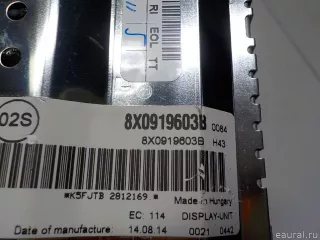 RI EOL TT
02S
8X0919603B 0084
8X0919603B H43
*K5FJTB 2812169 *
Made in Hungary
EC: 114 DISPLAY-UNIT
Date of manufacture: 14.08.14 0021 0442
eaural.ru